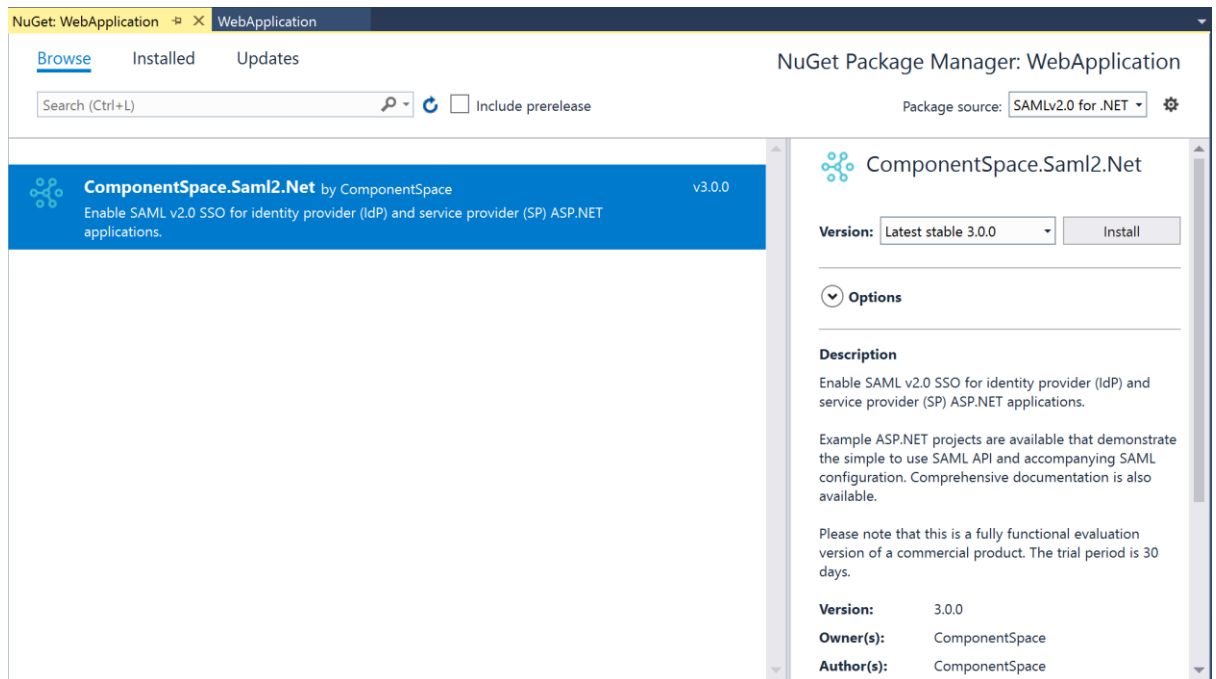 NuGet: WebApplication
WebApplication
Browse Installed Updates
NuGet Package Manager: WebApplication
Search (Ctrl+L)
Include prerelease
Package source: SAMLv2.0 for .NET
ComponentSpace.Saml2.Net by ComponentSpace v3.0.0
Enable SAML v2.0 SSO for identity provider (IdP) and service provider (SP) ASP.NET
applications.
ComponentSpace.Saml2.Net
Version: Latest stable 3.0.0 Install
Options
Description
Enable SAML v2.0 SSO for identity provider (IdP) and
service provider (SP) ASP.NET applications.
Example ASP.NET projects are available that demonstrate
the simple to use SAML API and accompanying SAML
configuration. Comprehensive documentation is also
available.
Please note that this is a fully functional evaluation
version of a commercial product. The trial period is 30
days.
Version: 3.0.0
Owner(s): ComponentSpace
Author(s): ComponentSpace